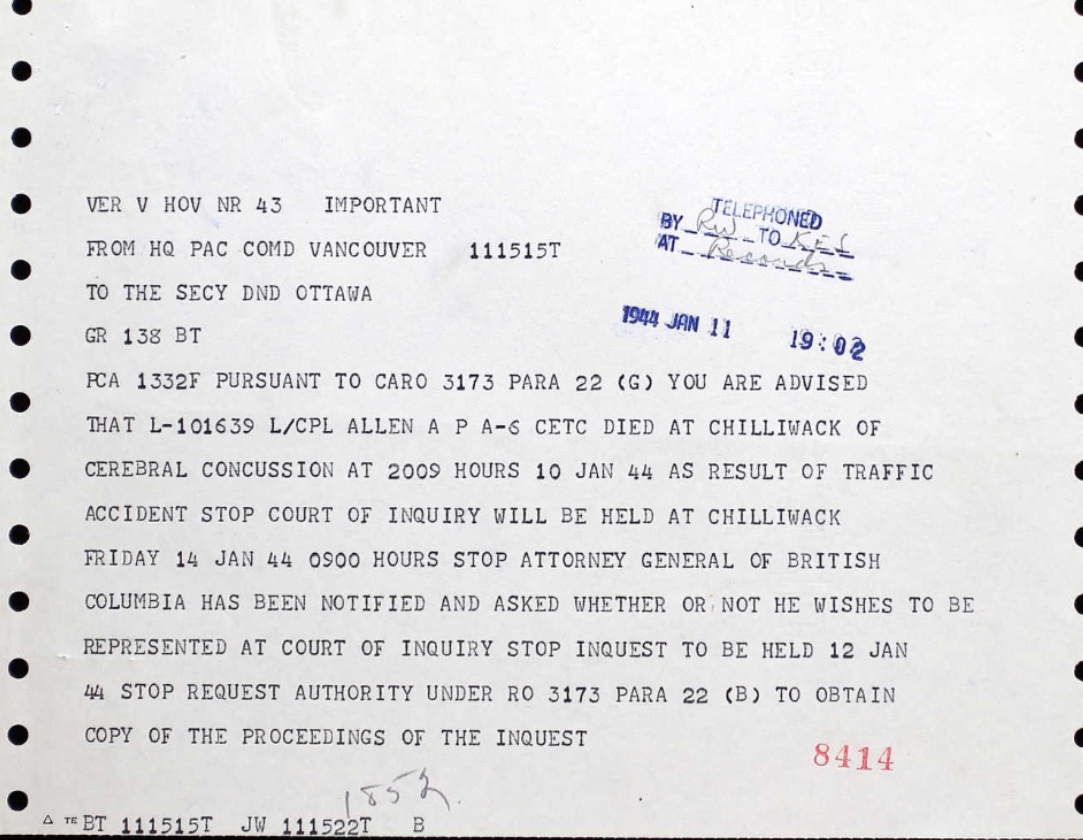 VER V HOV NR 43 IMPORTANT
TELEPHONED
BY RW TO
AT Records
FROM HQ PAC COMD VANCOUVER 111515T
TO THE SECY DND OTTAWA
1944 JAN 11 19:02
GR 138 BT
PCA 1332F PURSUANT TO CARO 3173 PARA 22 (G) YOU ARE ADVISED
THAT L-101639 L/CPL ALLEN A P A-6 CETC DIED AT CHILLIWACK OF
CEREBRAL CONCUSSION AT 2009 HOURS 10 JAN 44 AS RESULT OF TRAFFIC
ACCIDENT STOP COURT OF INQUIRY WILL BE HELD AT CHILLIWACK
FRIDAY 14 JAN 44 0900 HOURS STOP ATTORNEY GENERAL OF BRITISH
COLUMBIA HAS BEEN NOTIFIED AND ASKED WHETHER OR NOT HE WISHES TO BE
REPRESENTED AT COURT OF INQUIRY STOP INQUEST TO BE HELD 12 JAN
44 STOP REQUEST AUTHORITY UNDER RO 3173 PARA 22 (B) TO OBTAIN
COPY OF THE PROCEEDINGS OF THE INQUEST
8414
TE BT 111515T JW 111522T B